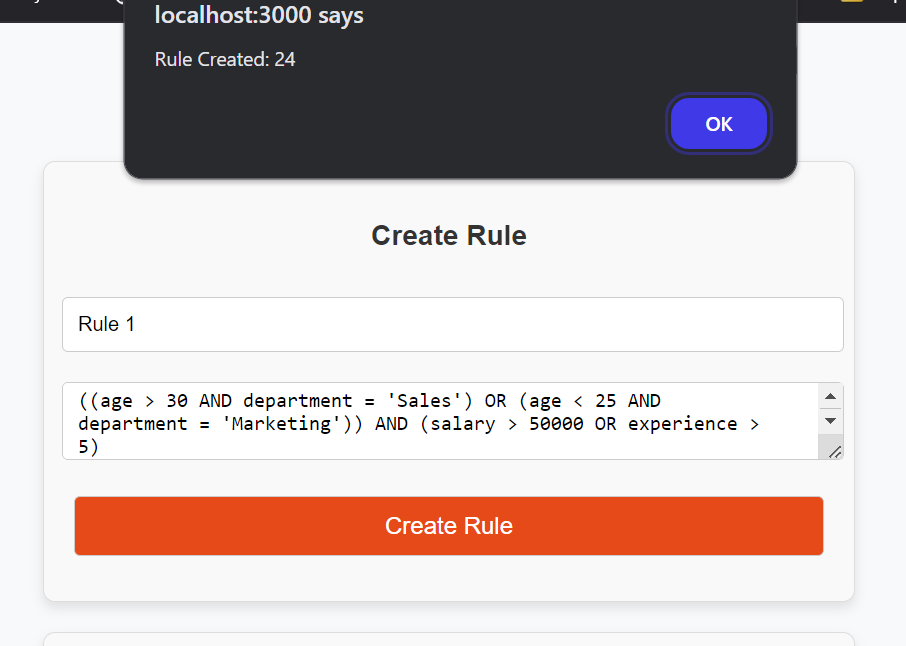 localhost:3000 says
Rule Created: 24
OK
Create Rule
Rule 1
((age > 30 AND department = 'Sales') OR (age < 25 AND
department = 'Marketing')) AND (salary > 50000 OR experience >
5)
Create Rule